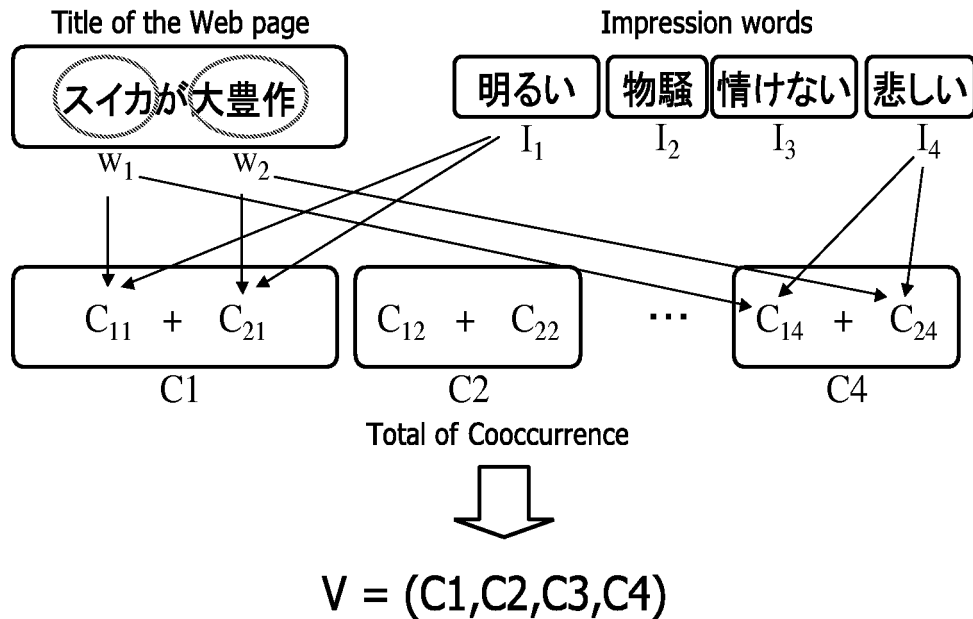 Title of the Web page
Impression words
スイカが大豊作
明るい 物騒 情けない 悲しい
w1 w2
I1 I2 I3 I4
C11 + C21 C12 + C22 ... C14 + C24
C1 C2 C4
Total of Cooccurrence
V = (C1,C2,C3,C4)